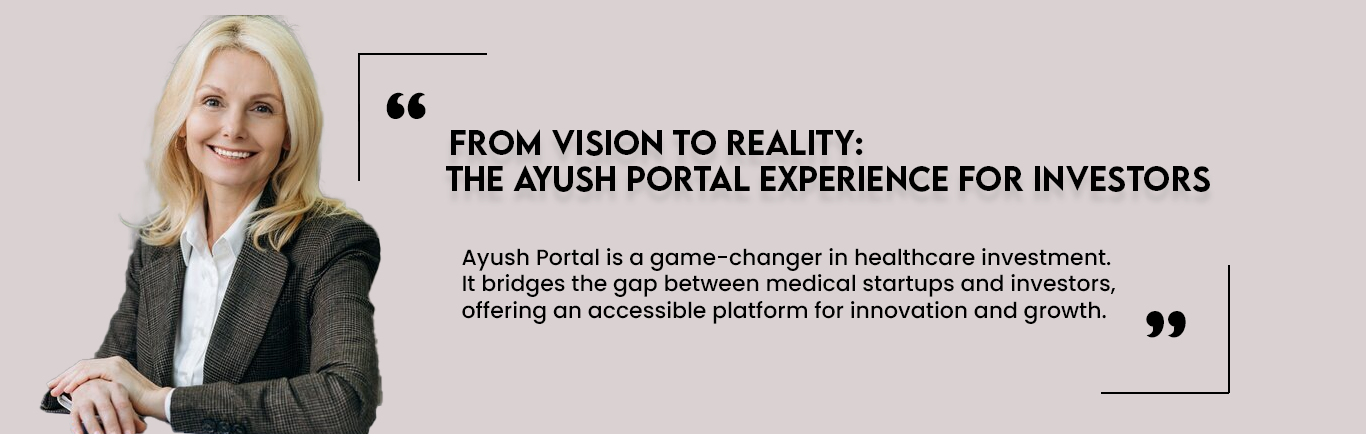 “
FROM VISION TO REALITY:
THE AYUSH PORTAL EXPERIENCE FOR INVESTORS
Ayush Portal is a game-changer in healthcare investment.
It bridges the gap between medical startups and investors,
offering an accessible platform for innovation and growth.
”